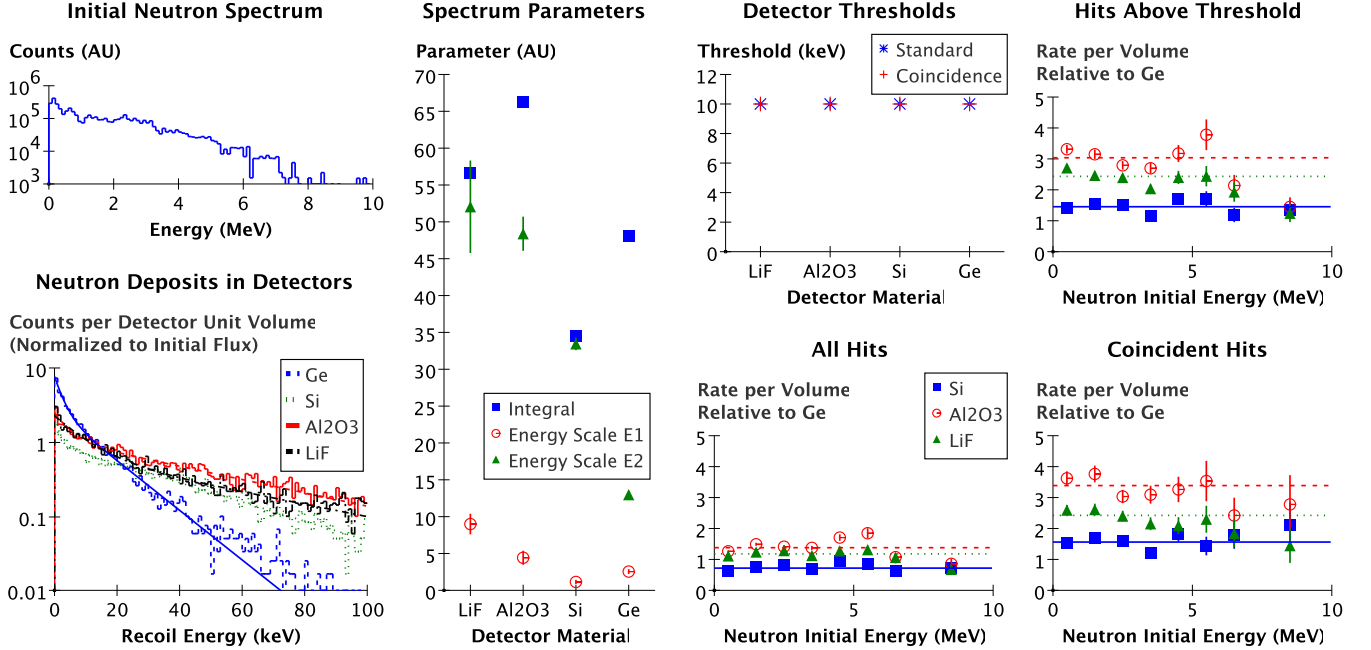 Initial Neutron Spectrum
Counts (AU)
10^6
10^5
10^4
10^3
0 2 4 6 8 10
Energy (MeV)
Neutron Deposits in Detectors
Counts per Detector Unit Volume
(Normalized to Initial Flux)
Ge
Si
Al2O3
LiF
10
1
0.1
0.01
0 20 40 60 80 100
Recoil Energy (keV)
Spectrum Parameters
Parameter (AU)
70
65
60
55
50
45
40
35
30
25
20
15
10
5
0
Integral
Energy Scale E1
Energy Scale E2
LiF Al2O3 Si Ge
Detector Material
Detector Thresholds
Threshold (keV)
Standard
Coincidence
12
10
8
6
4
2
0
LiF Al2O3 Si Ge
Detector Material
Hits Above Threshold
Rate per Volume
Relative to Ge
5
4
3
2
1
0
0 5 10
Neutron Initial Energy (MeV)
All Hits
Rate per Volume
Relative to Ge
Si
Al2O3
LiF
5
4
3
2
1
0
0 5 10
Neutron Initial Energy (MeV)
Coincident Hits
Rate per Volume
Relative to Ge
5
4
3
2
1
0
0 5 10
Neutron Initial Energy (MeV)